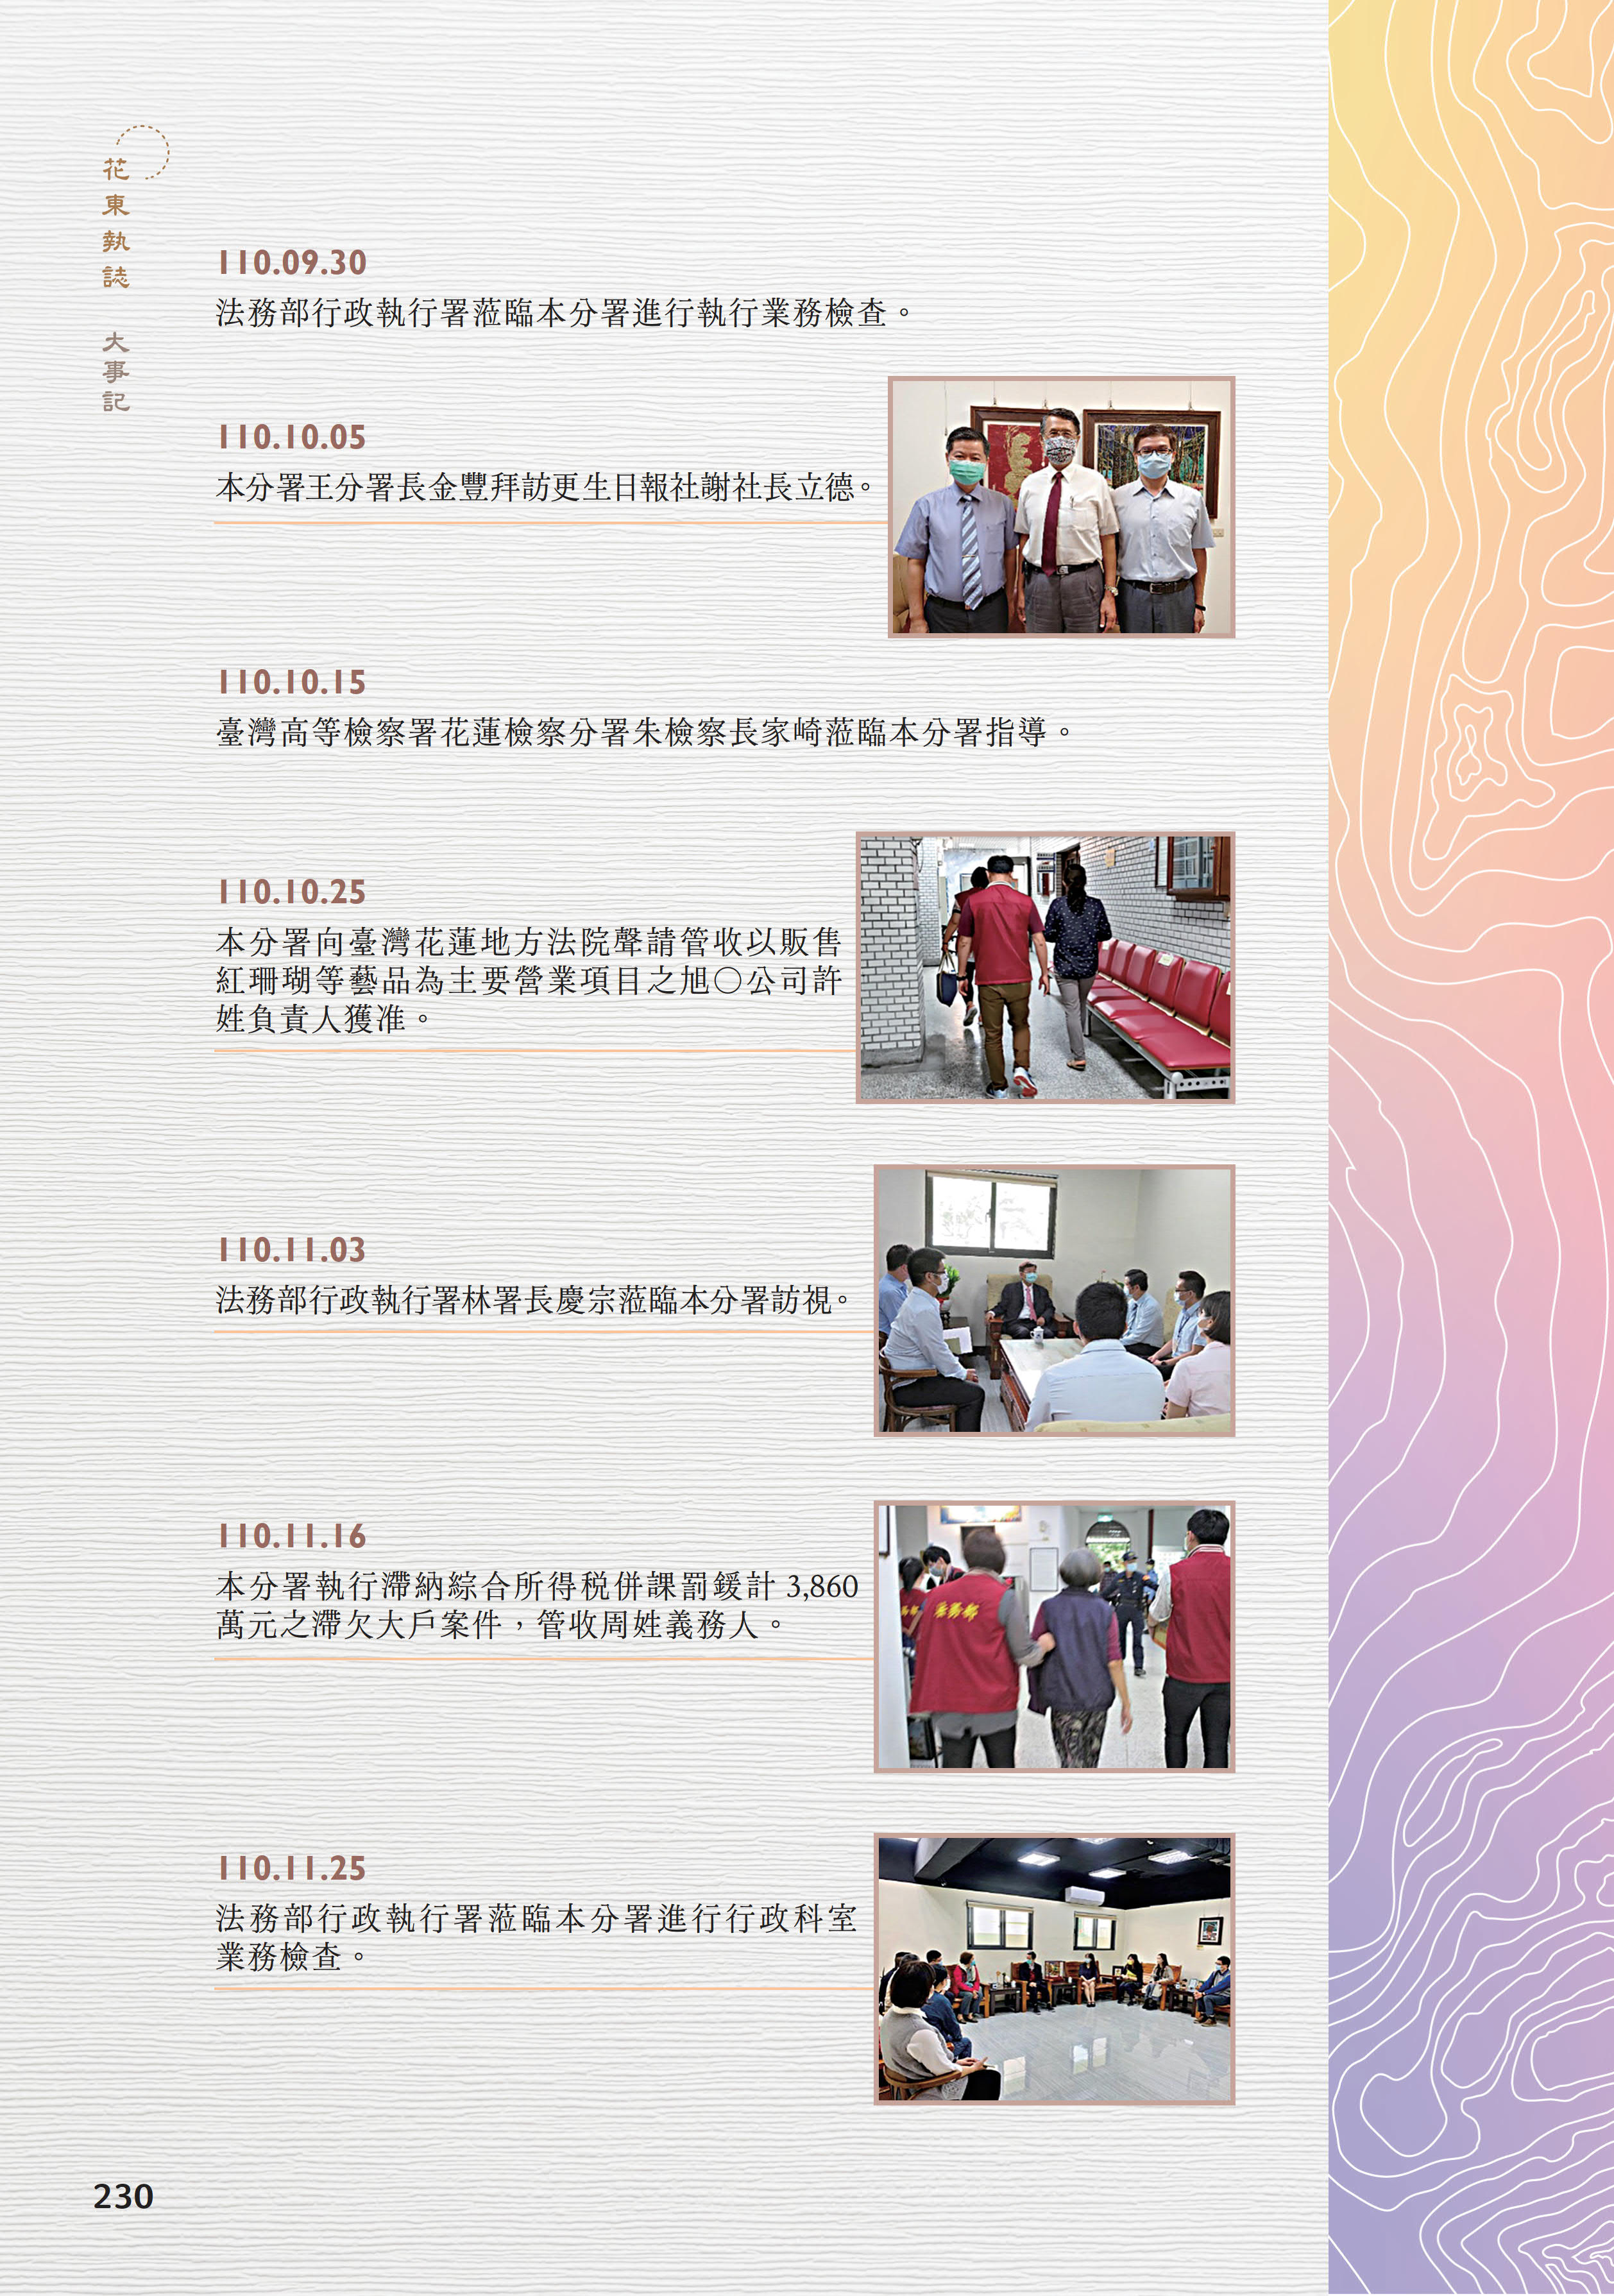 花東執誌 大事記
110.09.30
法務部行政執行署蒞臨本分署進行執行業務檢查。
110.10.05
本分署王分署長金豐拜訪更生日報社謝社長立德。
110.10.15
臺灣高等檢察署花蓮檢察分署朱檢察長家崎蒞臨本分署指導。
110.10.25
本分署向臺灣花蓮地方法院聲請管收以販售
紅珊瑚等藝品為主要營業項目之旭〇公司許
姓負責人獲准。
110.11.03
法務部行政執行署林署長慶宗蒞臨本分署訪視。
110.11.16
本分署執行滯納綜合所得稅併課罰鍰計 3,860
萬元之滯欠大戶案件，管收周姓義務人。
法務部
110.11.25
法務部行政執行署蒞臨本分署進行行政科室
業務檢查。
230